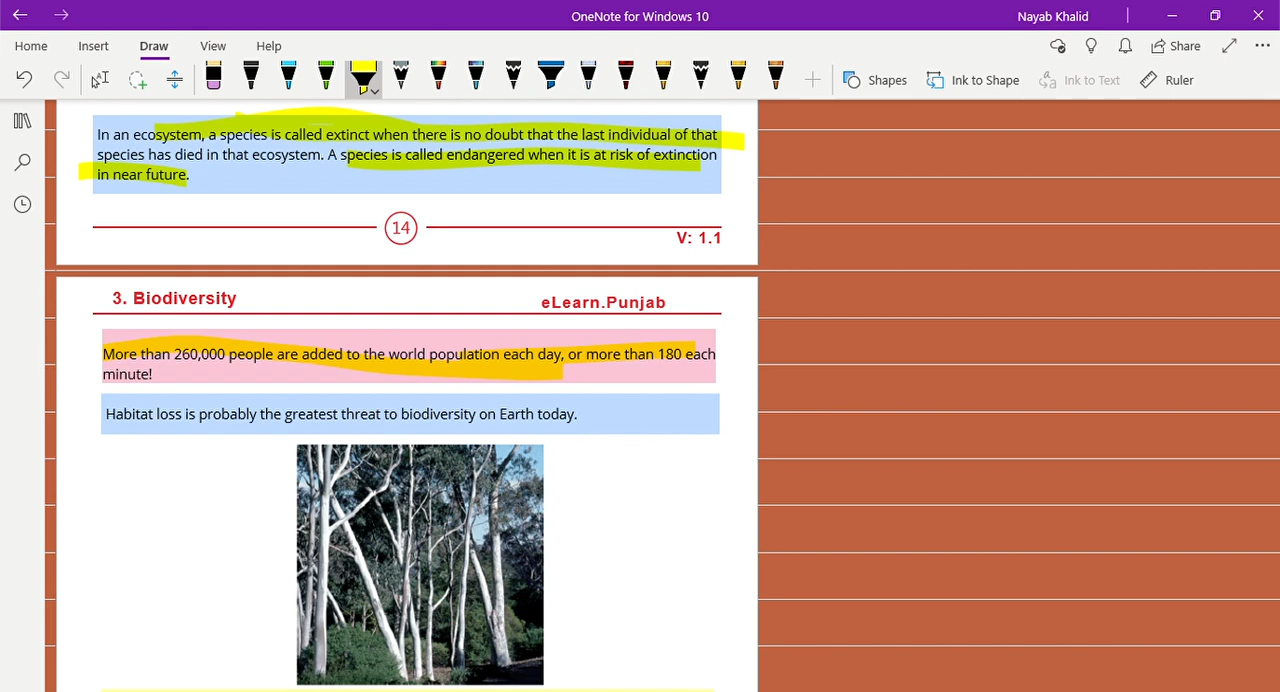 OneNote for Windows 10
Nayab Khalid
Home Insert Draw View Help
Share
Shapes Ink to Shape Ink to Text Ruler
In an ecosystem, a species is called extinct when there is no doubt that the last individual of that
species has died in that ecosystem. A species is called endangered when it is at risk of extinction
in near future.
14
V: 1.1
3. Biodiversity
eLearn.Punjab
More than 260,000 people are added to the world population each day, or more than 180 each
minute!
Habitat loss is probably the greatest threat to biodiversity on Earth today.